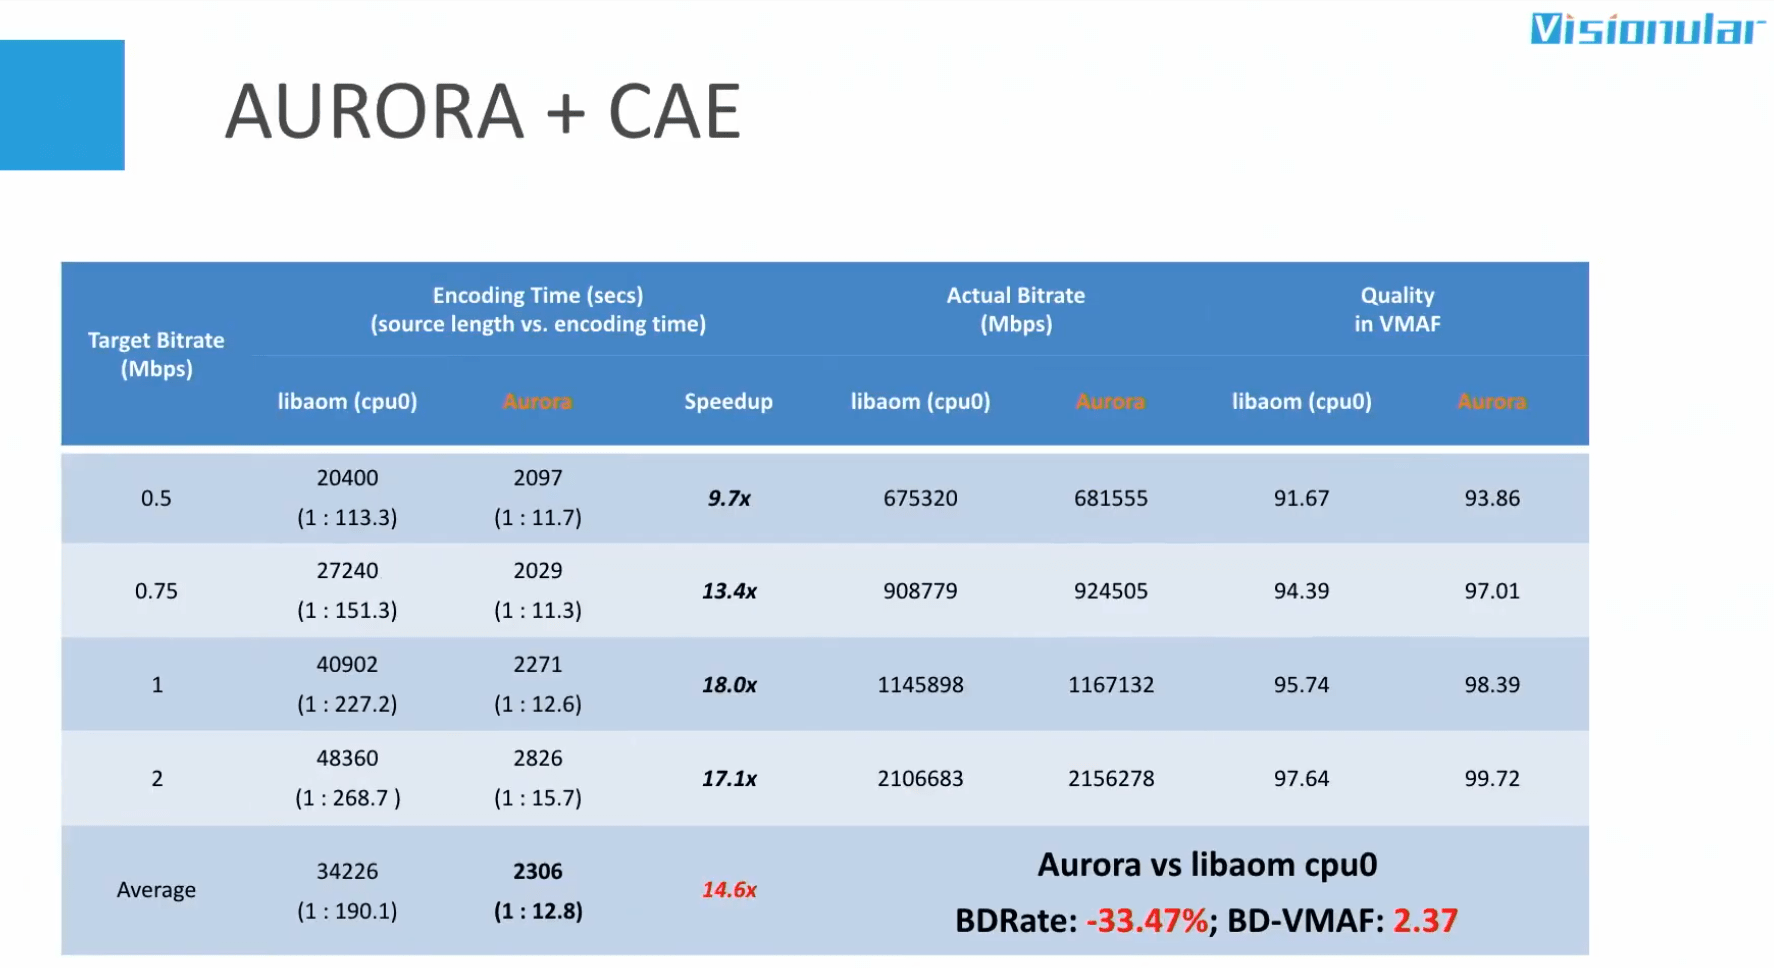 Visionular
AURORA + CAE
Target Bitrate
(Mbps)
Encoding Time (secs)
(source length vs. encoding time)
Actual Bitrate
(Mbps)
Quality
in VMAF
libaom (cpu0) Aurora Speedup libaom (cpu0) Aurora libaom (cpu0) Aurora
0.5 20400 2097 9.7x 675320 681555 91.67 93.86
(1 : 113.3) (1 : 11.7)
0.75 27240 2029 13.4x 908779 924505 94.39 97.01
(1 : 151.3) (1 : 11.3)
1 40902 2271 18.0x 1145898 1167132 95.74 98.39
(1 : 227.2) (1 : 12.6)
2 48360 2826 17.1x 2106683 2156278 97.64 99.72
(1 : 268.7 ) (1 : 15.7)
Average 34226 2306 14.6x
(1 : 190.1) (1 : 12.8)
Aurora vs libaom cpu0
BDRate: -33.47%; BD-VMAF: 2.37